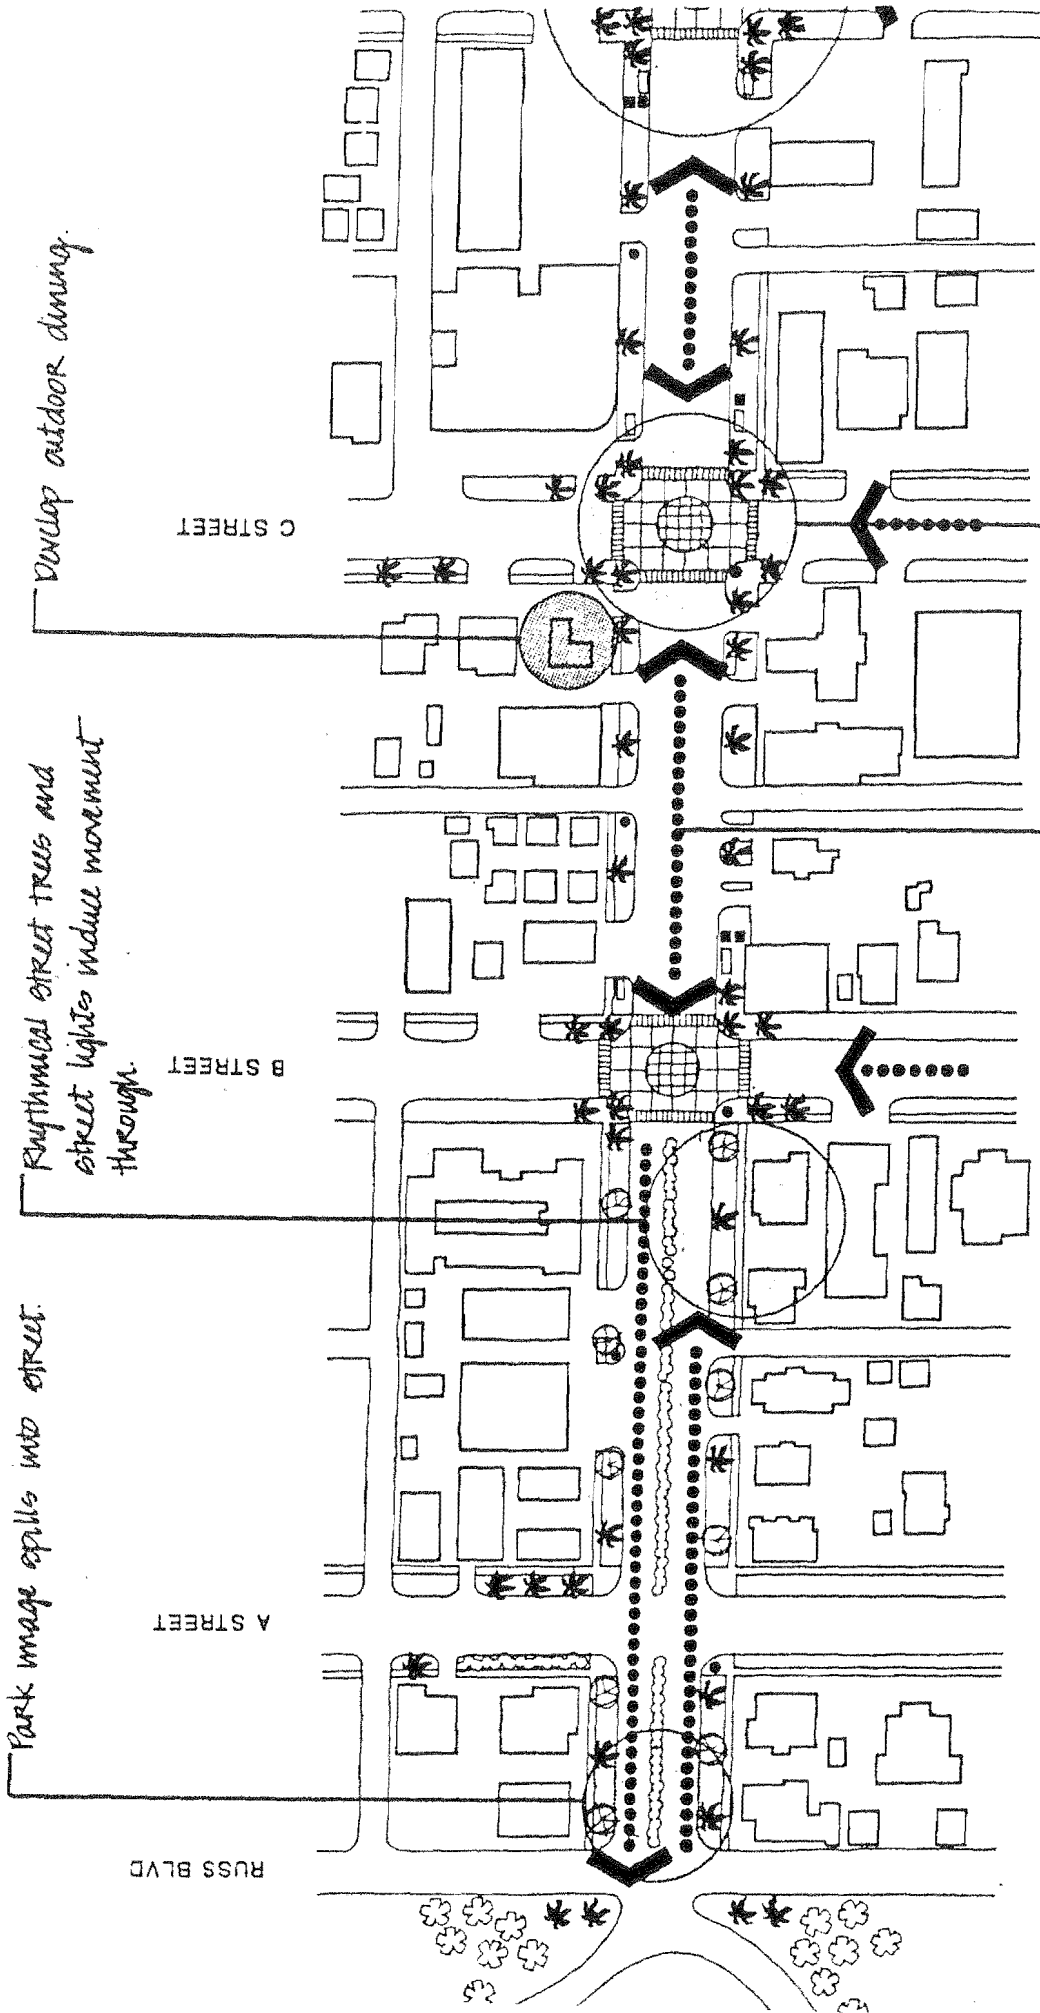 Park image spills into street.
Rhythmical street trees and
street lights induce movement
through.
Develop outdoor dining.
RUSS BLVD
A STREET
B STREET
C STREET